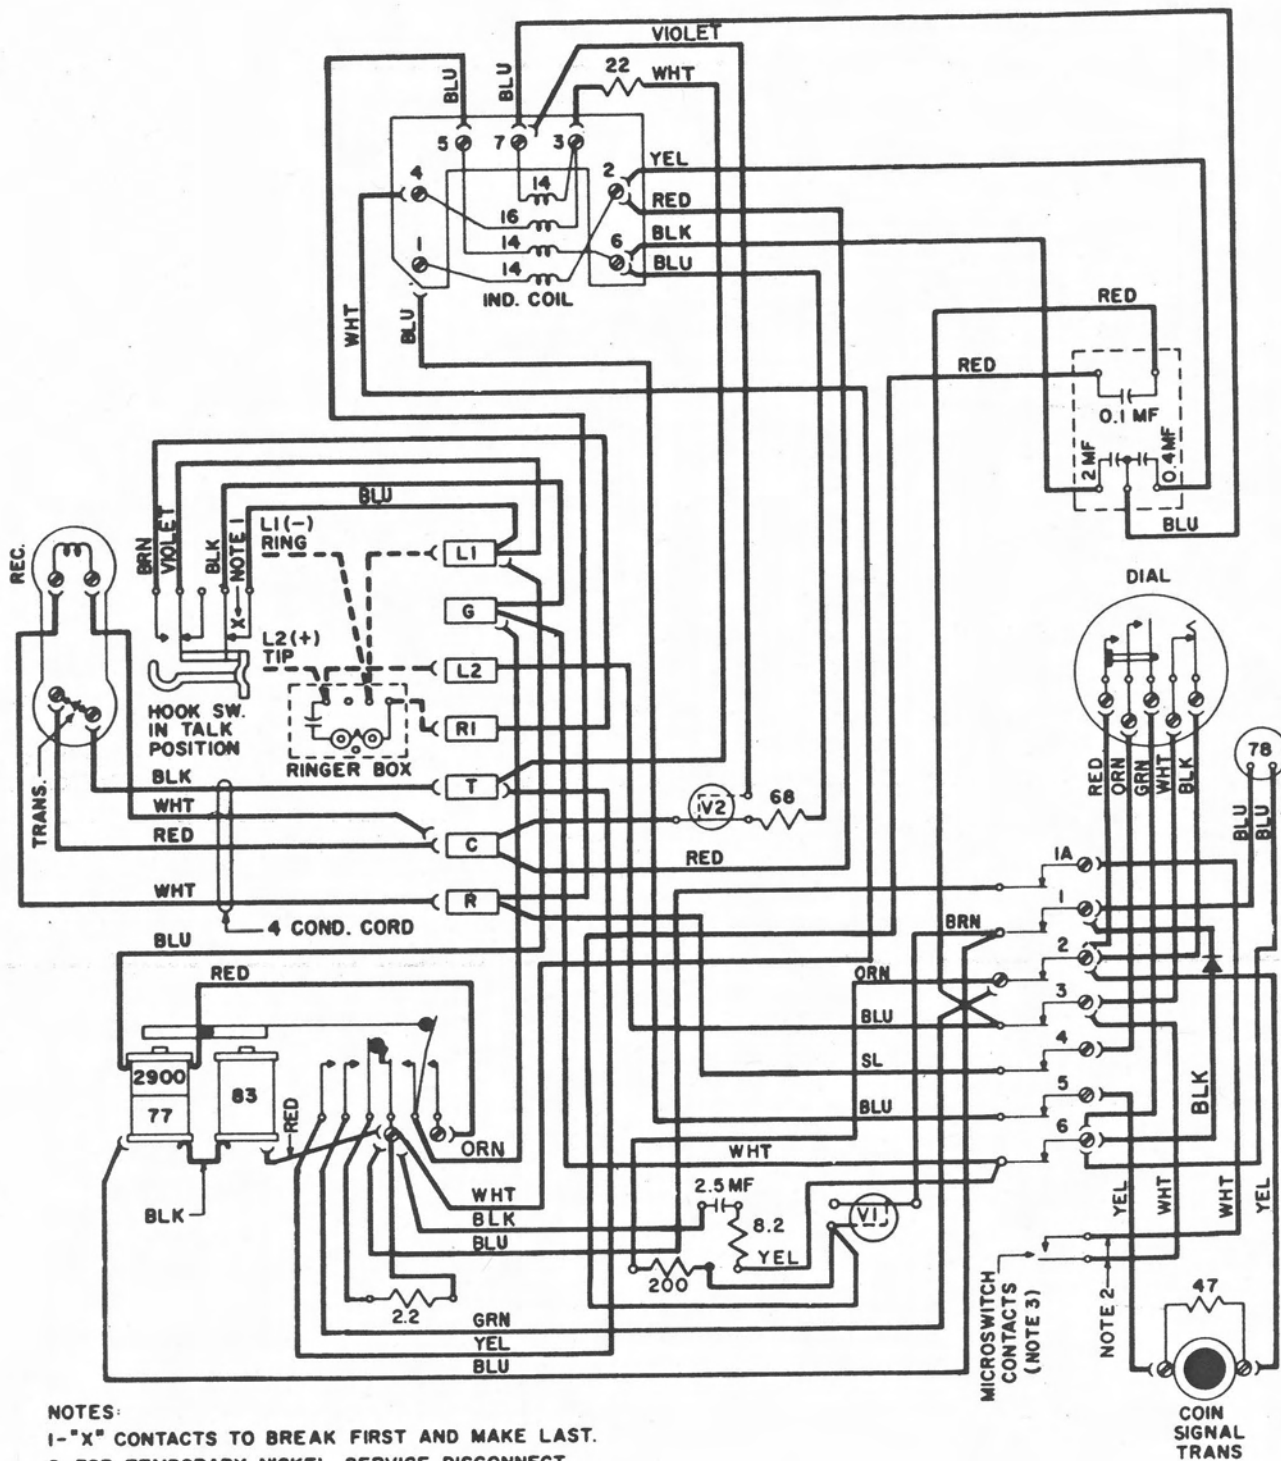 VIOLET
BLU
BLU
22
WHT
5
7
3
4
2
YEL
14
RED
16
BLK
14
6
1
14
BLU
IND. COIL
WHT
BLU
RED
RED
0.1 MF
2 MF
0.4 MF
BLU
BLU
L1(-)
RING
REC.
BRN
VIOLET
BLK
X
NOTE 1
L1
DIAL
G
L2(+)
TIP
L2
HOOK SW.
IN TALK
POSITION
R1
RINGER BOX
RED
ORN
GRN
WHT
BLK
78
TRANS.
BLK
T
V2
68
BLU
BLU
WHT
RED
C
RED
1A
WHT
R
1
4 COND. CORD
BRN
BLU
2
RED
ORN
3
BLU
4
2900
77
83
SL
5
RED
BLU
BLK
6
ORN
WHT
BLK
WHT
2.5 MF
YEL
WHT
WHT
YEL
BLK
8.2
V1
BLU
YEL
200
2.2
MICROSWITCH
CONTACTS
(NOTE 3)
NOTE 2
47
GRN
YEL
BLU
NOTES:
1-"X" CONTACTS TO BREAK FIRST AND MAKE LAST.
COIN
SIGNAL
TRANS